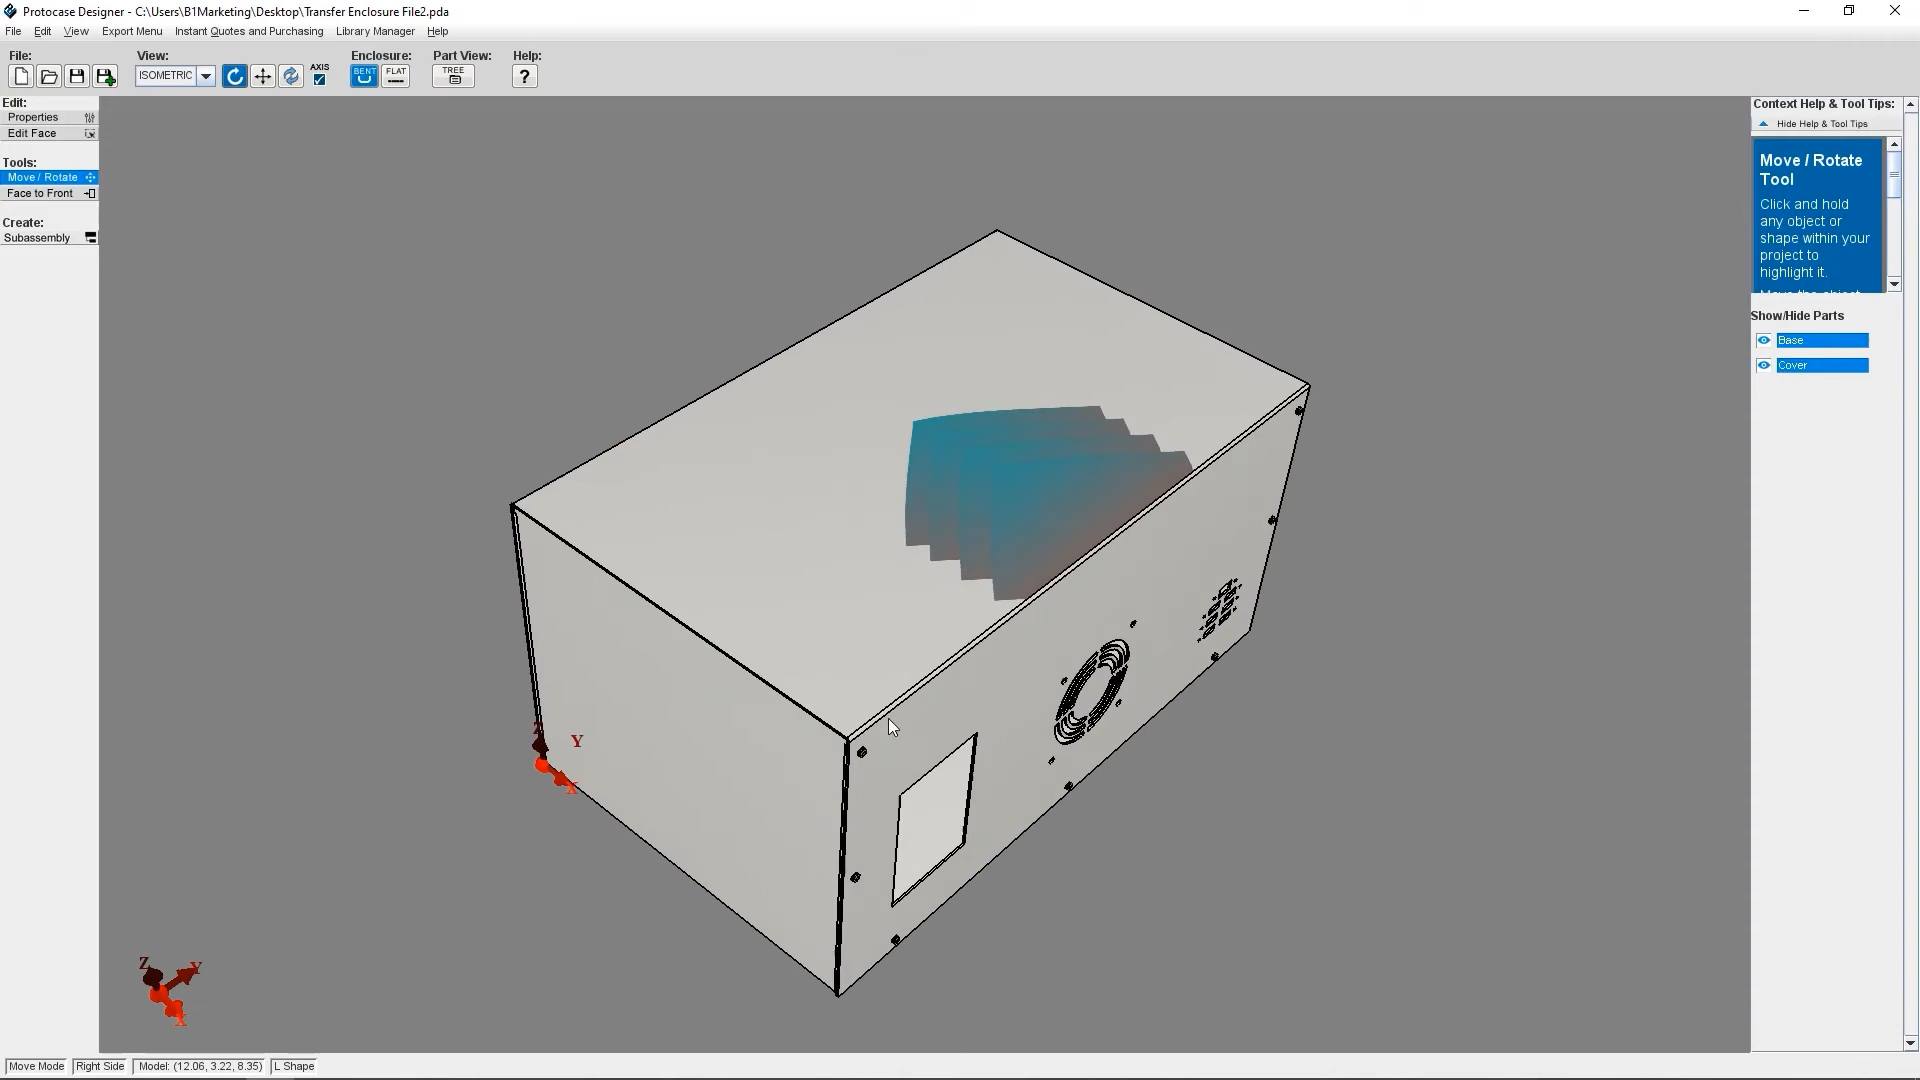 Protocase Designer - C:\Users\B1Marketing\Desktop\Transfer Enclosure File2.pda
File Edit View Export Menu Instant Quotes and Purchasing Library Manager Help
File: View: Enclosure: Part View: Help:
ISOMETRIC AXIS BENT FLAT TREE ?
Edit:
Properties
Edit Face
Tools:
Move / Rotate
Face to Front
Create:
Subassembly
Context Help & Tool Tips:
Hide Help & Tool Tips
Move / Rotate
Tool
Click and hold
any object or
shape within your
project to
highlight it.
Show/Hide Parts
Base
Cover
Z Y
X
Z Y
X
Move Mode Right Side Model: (12.06, 3.22, 8.35) L Shape